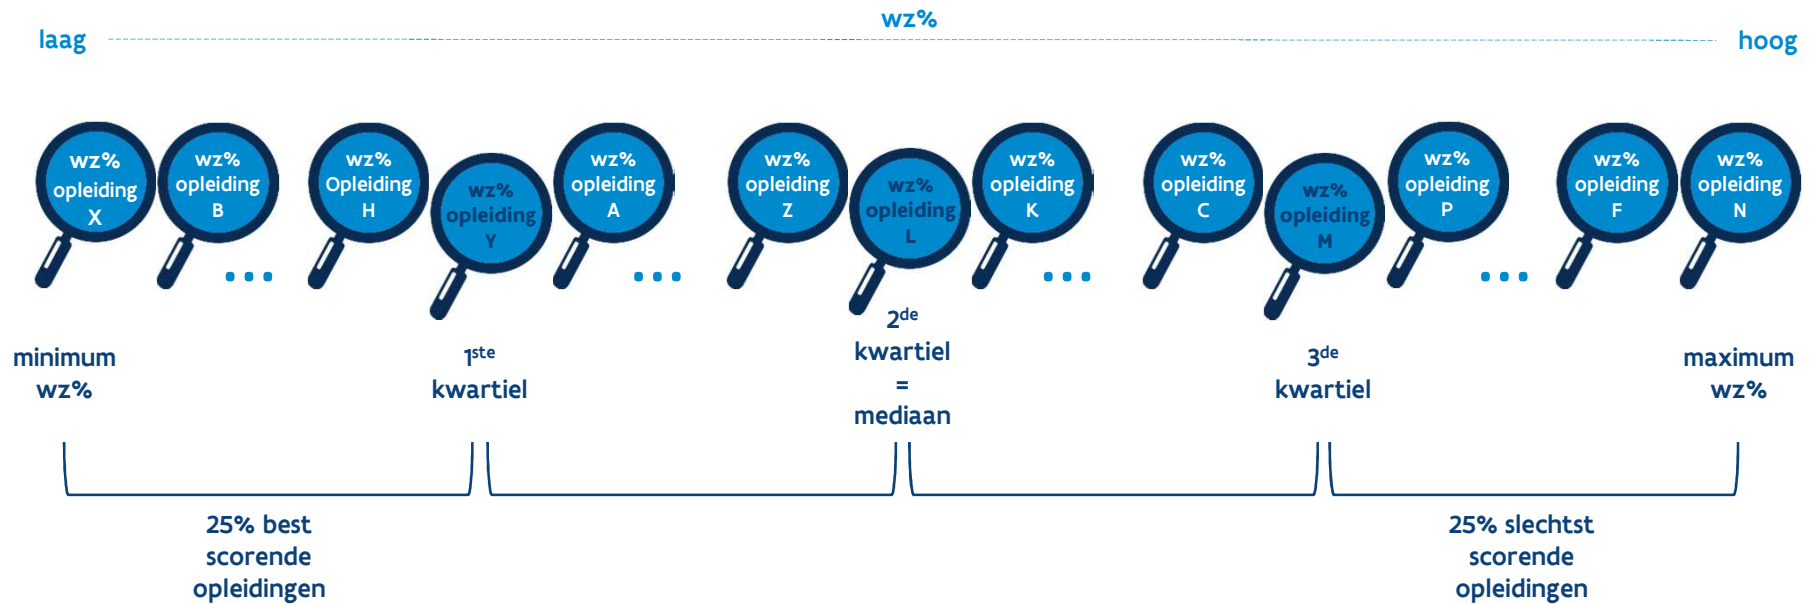 wz%
laag
hoog
wz%
opleiding
X
wz%
opleiding
B
wz%
Opleiding
H
wz%
opleiding
Y
wz%
opleiding
A
wz%
opleiding
Z
wz%
opleiding
L
wz%
opleiding
K
wz%
opleiding
C
wz%
opleiding
M
wz%
opleiding
P
wz%
opleiding
F
wz%
opleiding
N
...
...
...
...
minimum
wz%
1ste
kwartiel
2de
kwartiel
=
mediaan
3de
kwartiel
maximum
wz%
25% best
scorende
opleidingen
25% slechtst
scorende
opleidingen